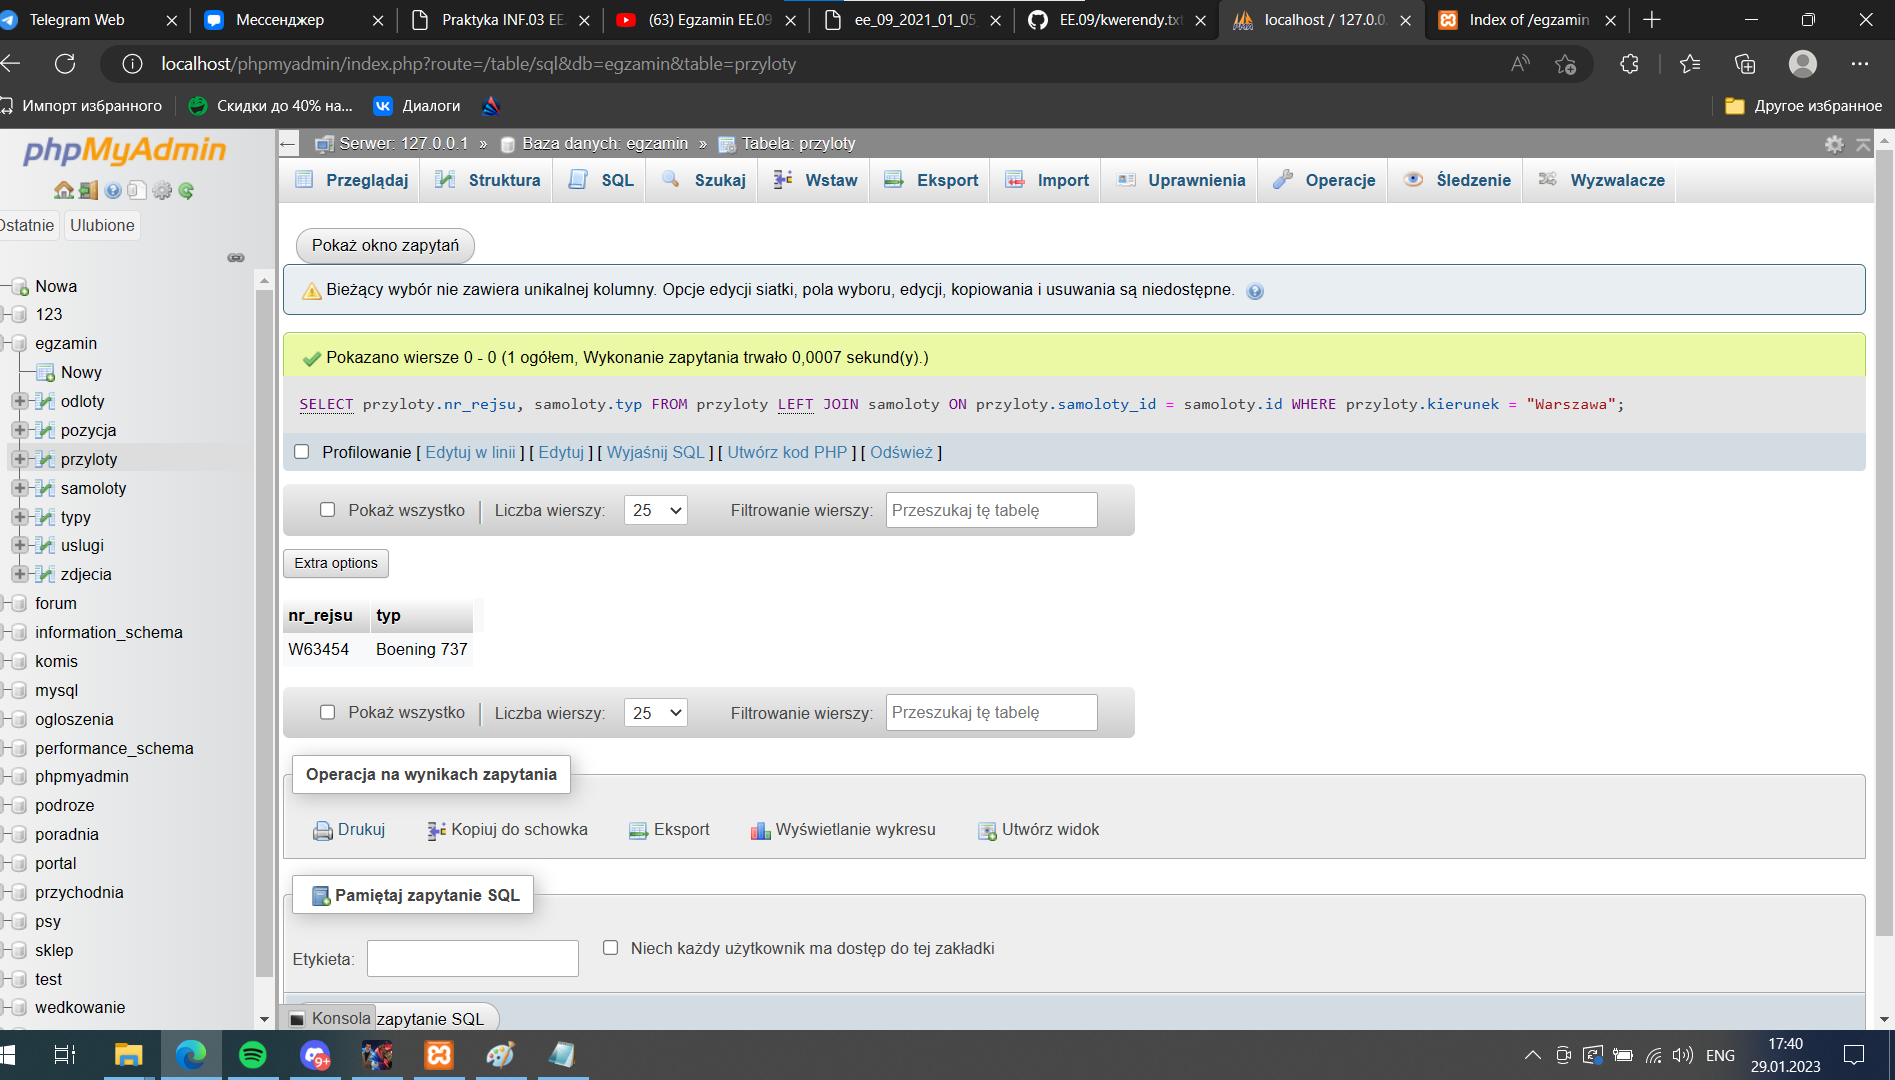 Telegram Web
Мессенджер
Praktyka INF.03 EE
(63) Egzamin EE.09
ee_09_2021_01_05
EE.09/kwerendy.txt
localhost / 127.0.0.
Index of /egzamin
localhost/phpmyadmin/index.php?route=/table/sql&db=egzamin&table=przyloty
Импорт избранного
Скидки до 40% на...
Диалоги
Другое избранное
phpMyAdmin
Ostatnie
Ulubione
Nowa
123
egzamin
Nowy
odloty
pozycja
przyloty
samoloty
typy
uslugi
zdjecia
forum
information_schema
komis
mysql
ogloszenia
performance_schema
phpmyadmin
podroze
poradnia
portal
przychodnia
psy
sklep
test
wedkowanie
Serwer: 127.0.0.1 » Baza danych: egzamin » Tabela: przyloty
Przeglądaj
Struktura
SQL
Szukaj
Wstaw
Eksport
Import
Uprawnienia
Operacje
Śledzenie
Wyzwalacze
Pokaż okno zapytań
Bieżący wybór nie zawiera unikalnej kolumny. Opcje edycji siatki, pola wyboru, edycji, kopiowania i usuwania są niedostępne.
Pokazano wiersze 0 - 0 (1 ogółem, Wykonanie zapytania trwało 0,0007 sekund(y).)
SELECT przyloty.nr_rejsu, samoloty.typ FROM przyloty LEFT JOIN samoloty ON przyloty.samoloty_id = samoloty.id WHERE przyloty.kierunek = "Warszawa";
Profilowanie [ Edytuj w linii ] [ Edytuj ] [ Wyjaśnij SQL ] [ Utwórz kod PHP ] [ Odśwież ]
Pokaż wszystko
Liczba wierszy:
25
Filtrowanie wierszy:
Przeszukaj tę tabelę
Extra options
nr_rejsu typ
W63454 Boening 737
Pokaż wszystko
Liczba wierszy:
25
Filtrowanie wierszy:
Przeszukaj tę tabelę
Operacja na wynikach zapytania
Drukuj
Kopiuj do schowka
Eksport
Wyświetlanie wykresu
Utwórz widok
Pamiętaj zapytanie SQL
Etykieta:
Niech każdy użytkownik ma dostęp do tej zakładki
Konsola
zapytanie SQL
9+
ENG
17:40
29.01.2023